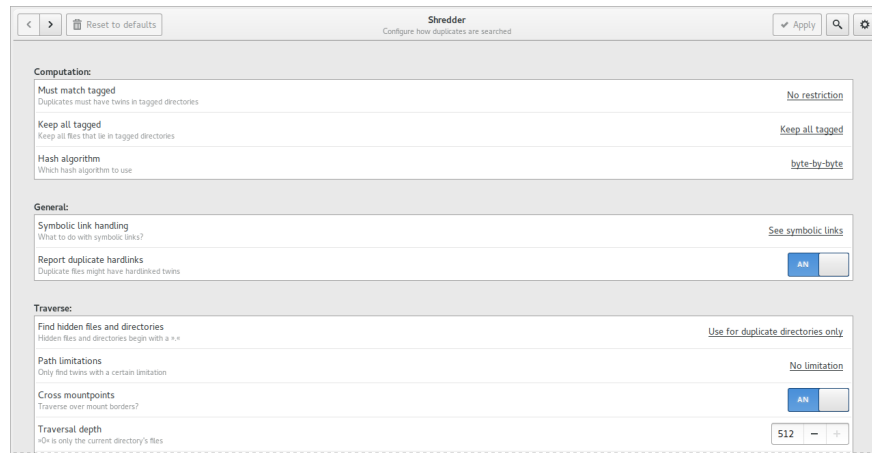 Shredder
Configure how duplicates are searched
Reset to defaults
Apply
Computation:
Must match tagged
Duplicates must have twins in tagged directories
No restriction
Keep all tagged
Keep all files that lie in tagged directories
Keep all tagged
Hash algorithm
Which hash algorithm to use
byte-by-byte
General:
Symbolic link handling
What to do with symbolic links?
See symbolic links
Report duplicate hardlinks
Duplicate files might have hardlinked twins
AN
Traverse:
Find hidden files and directories
Hidden files and directories begin with a ».«
Use for duplicate directories only
Path limitations
Only find twins with a certain limitation
No limitation
Cross mountpoints
Traverse over mount borders?
AN
Traversal depth
»0« is only the current directory's files
512